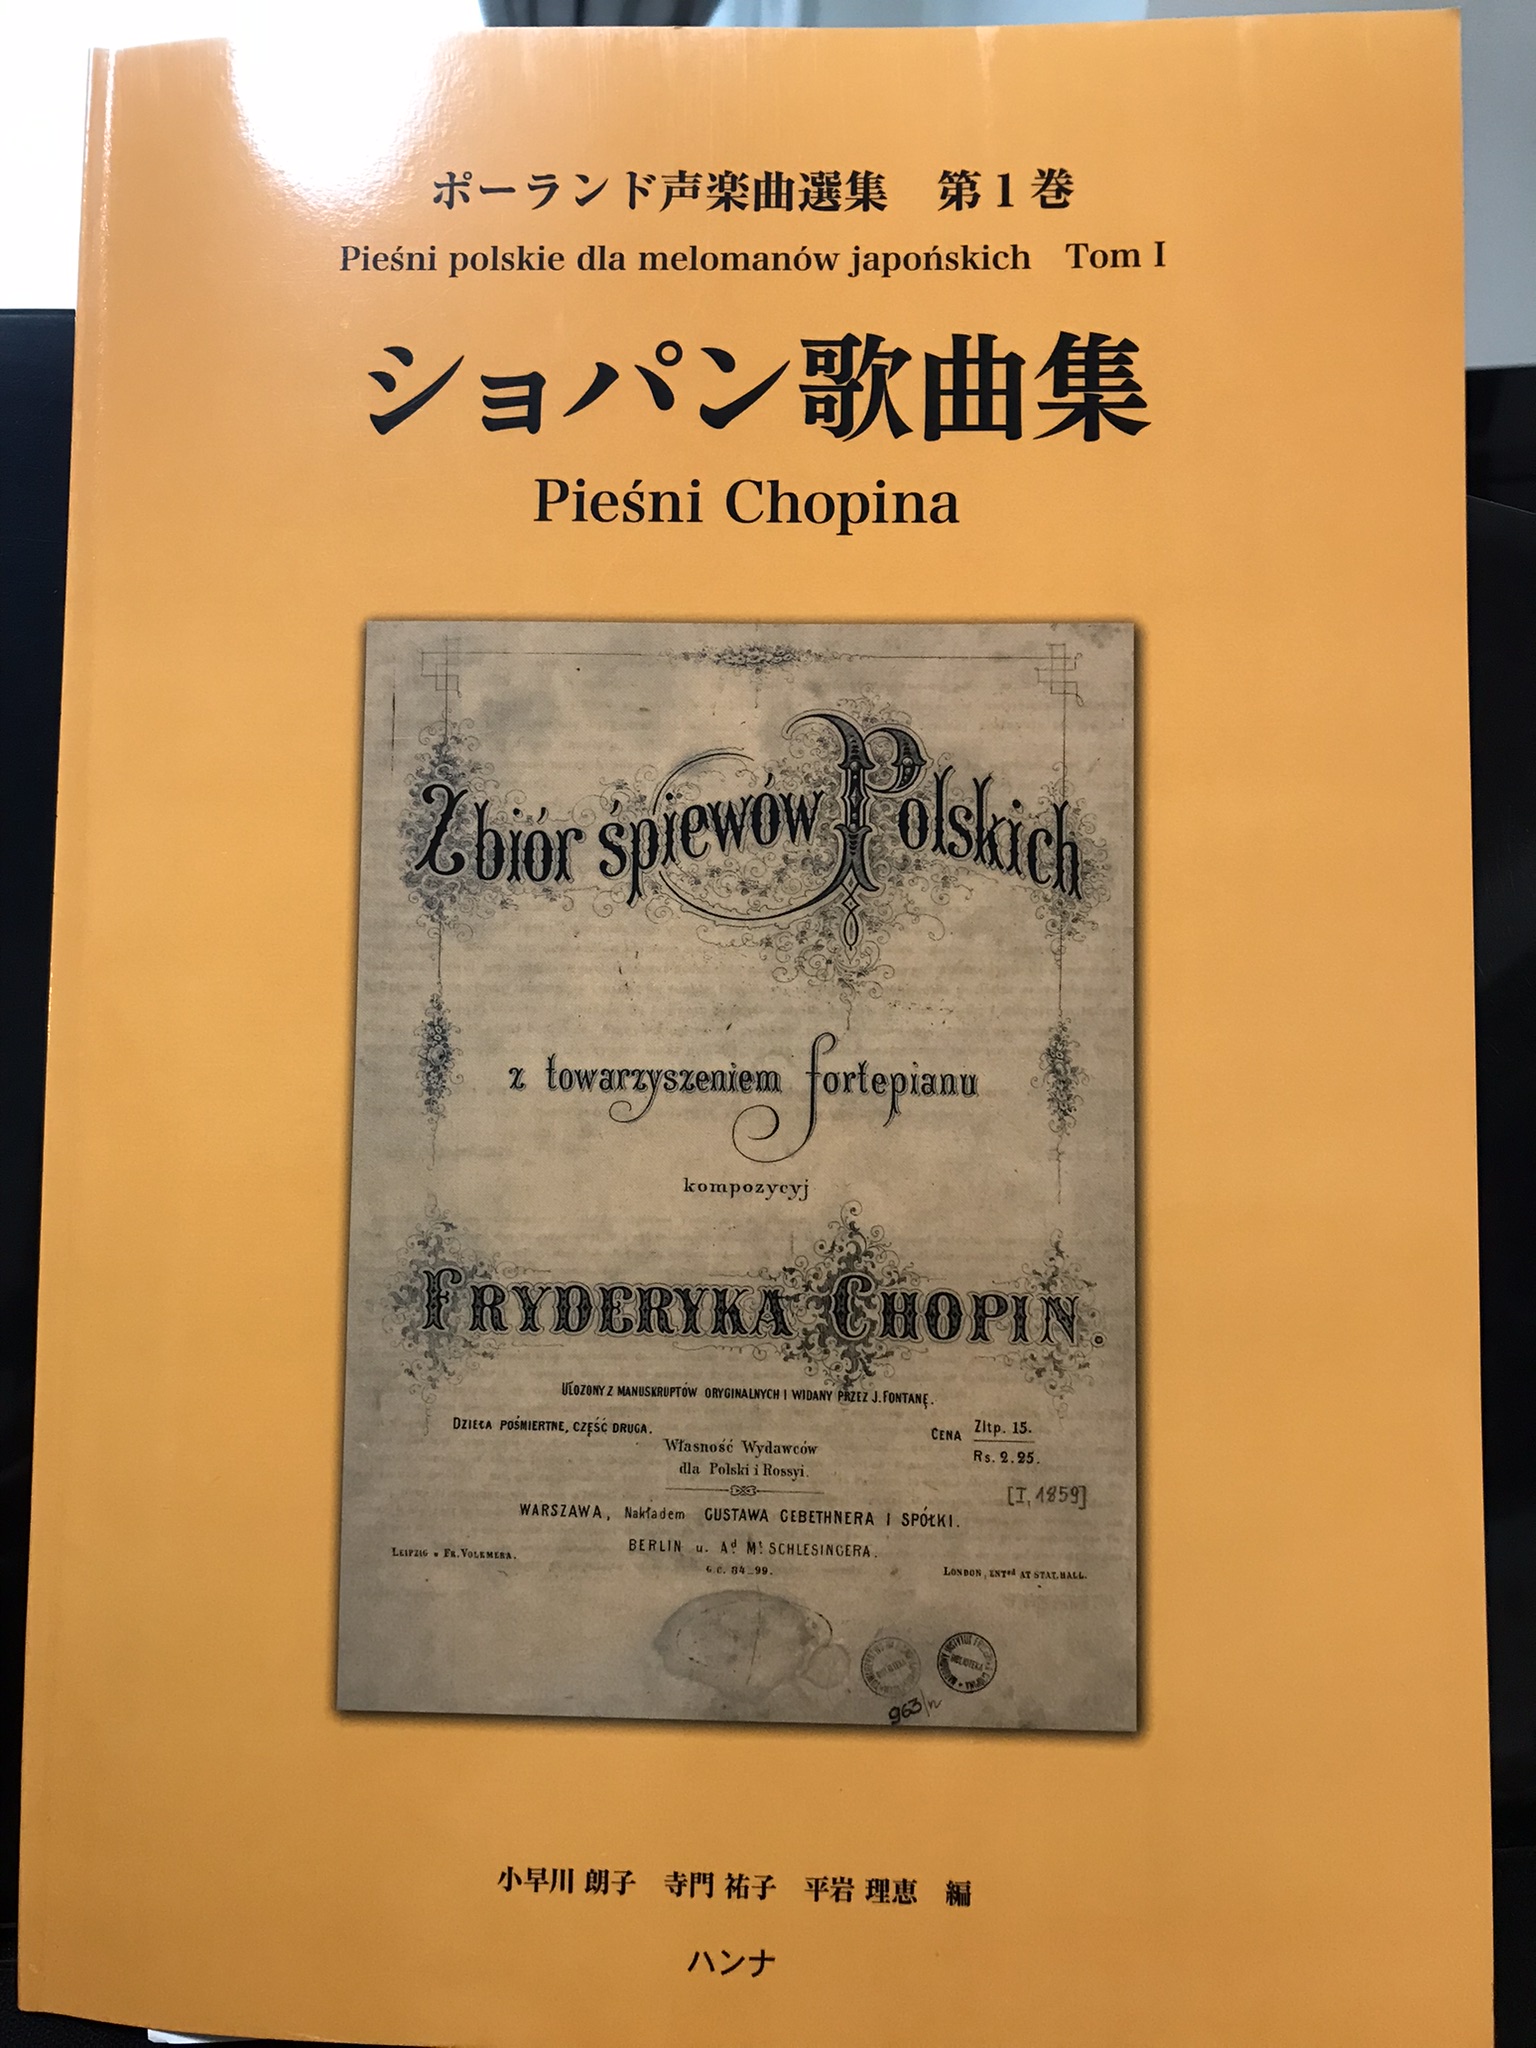 ポーランド声楽曲選集　第1巻
Pieśni polskie dla melomanów japońskich Tom I
ショパン歌曲集
Pieśni Chopina
Zbiór śpiewów Polskich
z towarzyszeniem fortepianu
kompozycyj
FRYDERYKA CHOPIN.
UŁOZONY Z MANUSKRUPTÓW ORYGINALNYCH I WIDANY PRZEZ J. FONTANĘ.
DZIEŁA POŚMIERTNE, CZĘŚĆ DRUGA.
CENA Złtp. 15.
Rs. 2.25.
Własność Wydawców
dla Polski i Rossyi.
[I, 1859]
WARSZAWA, Nakładem GUSTAWA GEBETHNERA I SPÓŁKI.
BERLIN u. Ad Mt SCHLESINGERA.
LEIPZIG u FR. VOLKMERA.
G.C. 84-99.
LONDON, ENTed AT STAT. HALL.
BIBLIOTEKA
963/n
小早川 朗子　寺門 祐子　平岩 理恵　編
ハンナ